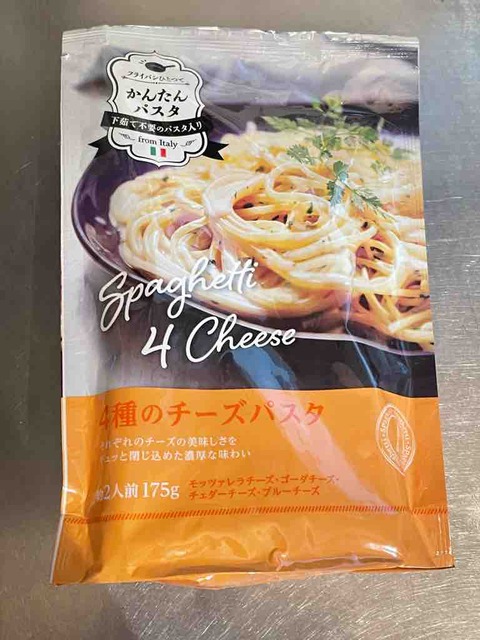 フライパンひとつで
かんたん
パスタ
下茹で不要のパスタ入り
from Italy
Spaghetti
4 Cheese
4種のチーズパスタ
それぞれのチーズの美味しさを
ギュッと閉じ込めた濃厚な味わい
約2人前 175g
モッツァレラチーズ・ゴーダチーズ・
チェダーチーズ・ブルーチーズ